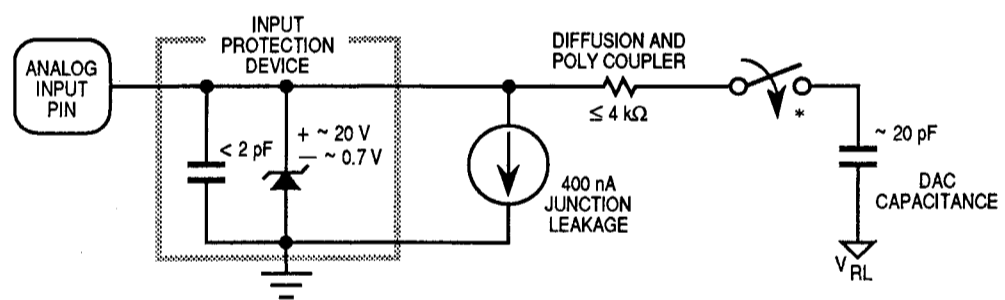 INPUT
PROTECTION
DEVICE
ANALOG
INPUT
PIN
< 2 pF
+ ~ 20 V
– ~ 0.7 V
400 nA
JUNCTION
LEAKAGE
DIFFUSION AND
POLY COUPLER
≤ 4 kΩ
*
~ 20 pF
DAC
CAPACITANCE
VRL